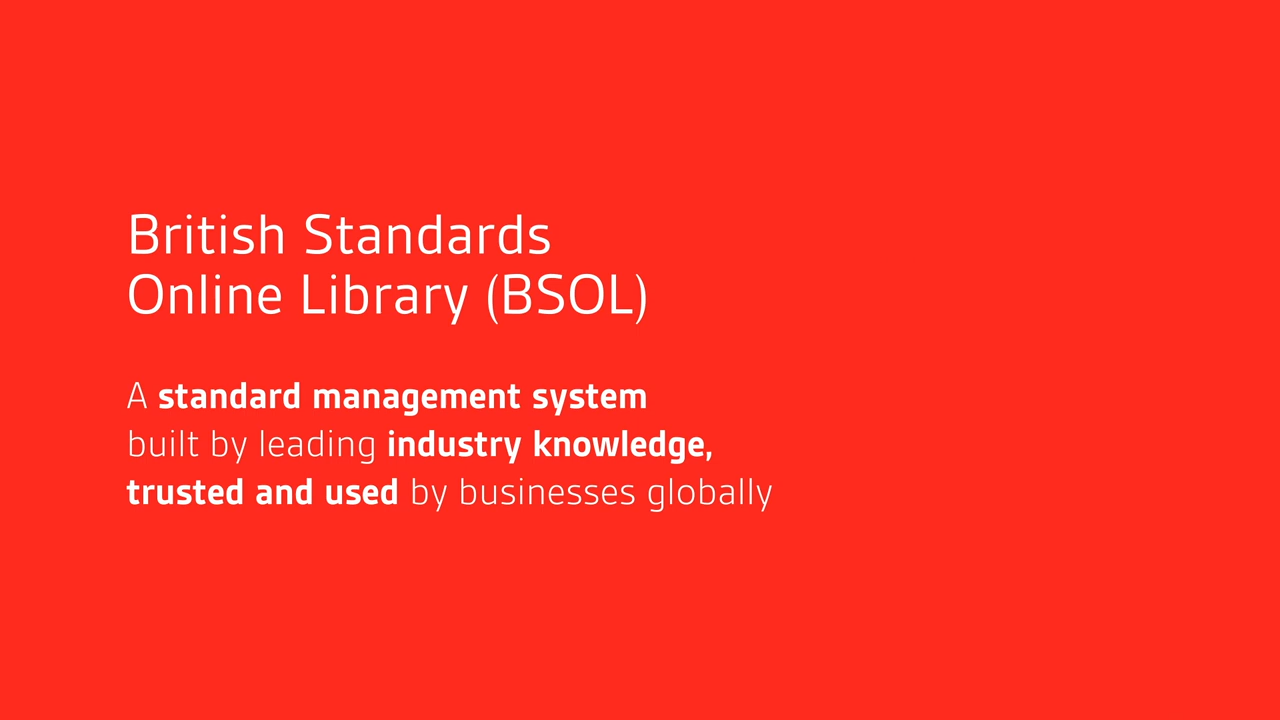 British Standards
Online Library (BSOL)
A standard management system
built by leading industry knowledge,
trusted and used by businesses globally